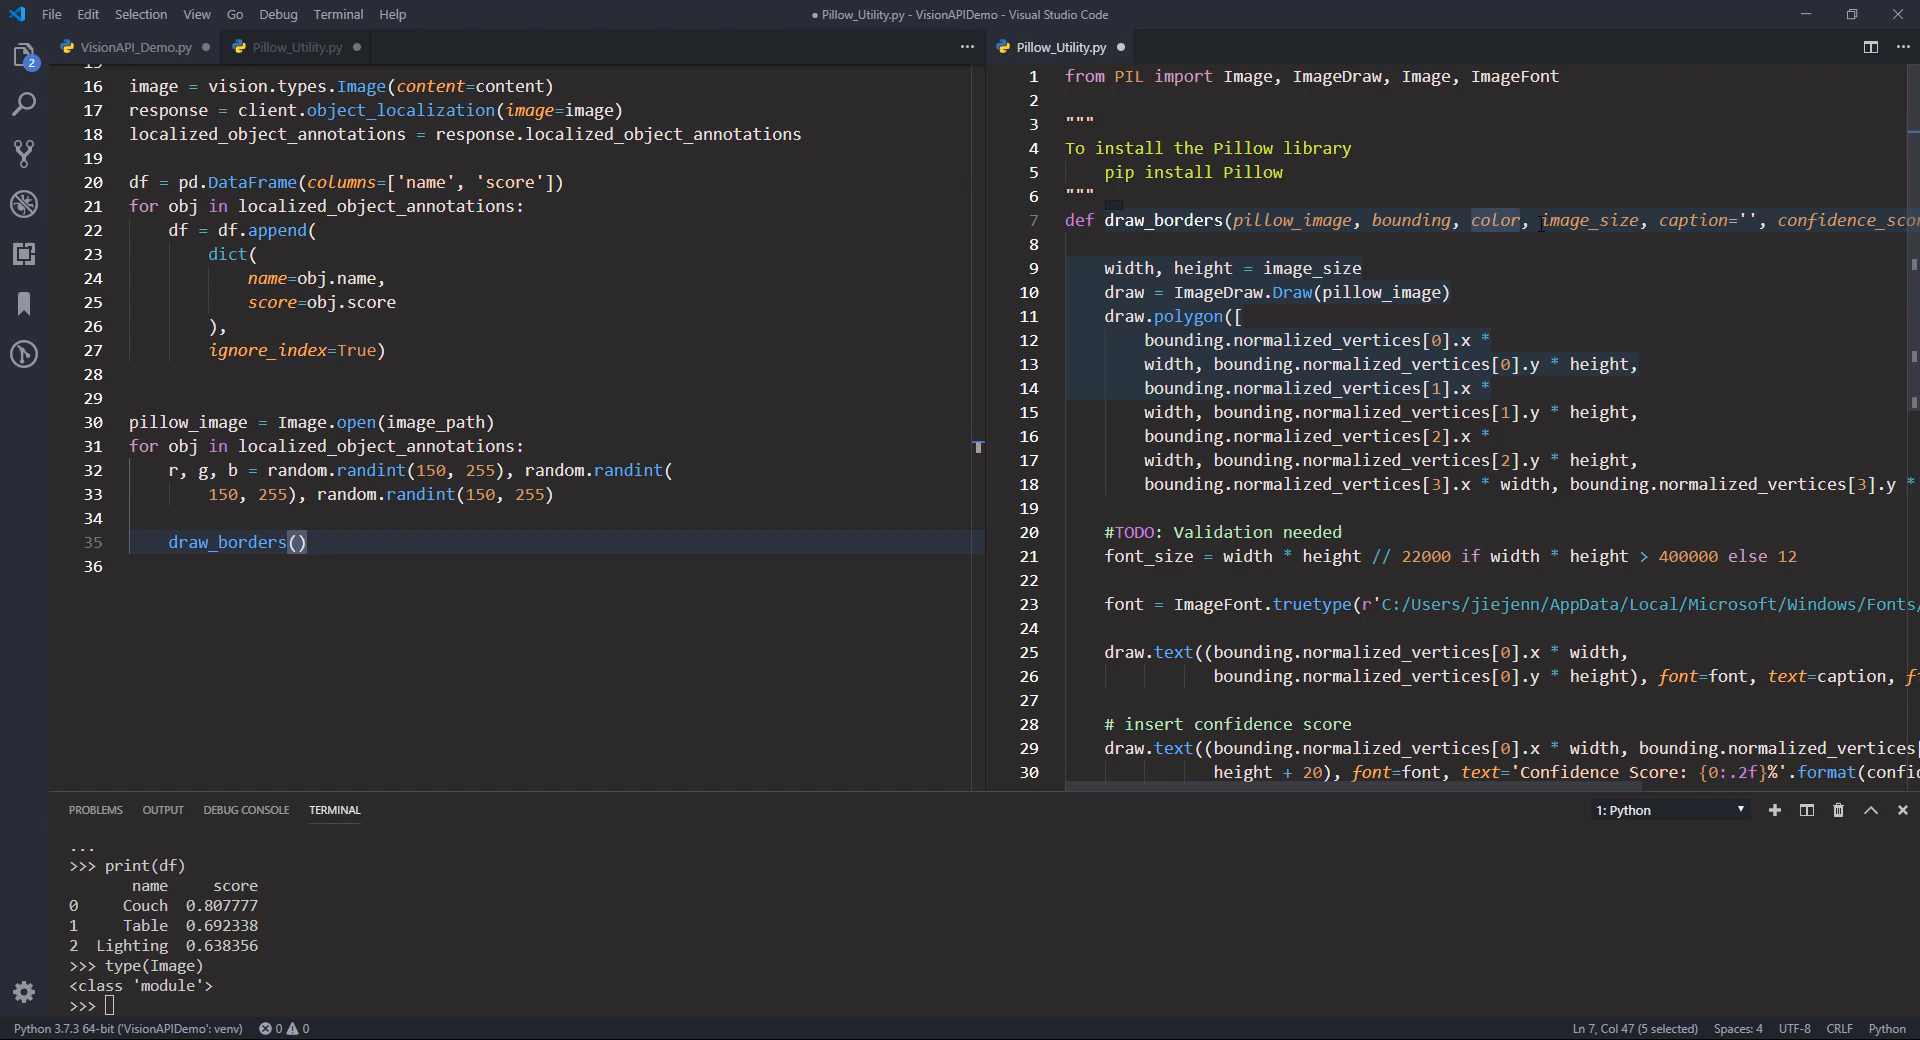 File Edit Selection View Go Debug Terminal Help
● Pillow_Utility.py - VisionAPIDemo - Visual Studio Code
2
VisionAPI_Demo.py ●
Pillow_Utility.py ●
15
16 image = vision.types.Image(content=content)
17 response = client.object_localization(image=image)
18 localized_object_annotations = response.localized_object_annotations
19
20 df = pd.DataFrame(columns=['name', 'score'])
21 for obj in localized_object_annotations:
22     df = df.append(
23         dict(
24             name=obj.name,
25             score=obj.score
26         ),
27         ignore_index=True)
28
29
30 pillow_image = Image.open(image_path)
31 for obj in localized_object_annotations:
32     r, g, b = random.randint(150, 255), random.randint(
33         150, 255), random.randint(150, 255)
34
35     draw_borders()
36
Pillow_Utility.py ●
1 from PIL import Image, ImageDraw, Image, ImageFont
2
3 """
4 To install the Pillow library
5     pip install Pillow
6 """
7 def draw_borders(pillow_image, bounding, color, image_size, caption='', confidence_scor
8
9     width, height = image_size
10     draw = ImageDraw.Draw(pillow_image)
11     draw.polygon([
12         bounding.normalized_vertices[0].x *
13         width, bounding.normalized_vertices[0].y * height,
14         bounding.normalized_vertices[1].x *
15         width, bounding.normalized_vertices[1].y * height,
16         bounding.normalized_vertices[2].x *
17         width, bounding.normalized_vertices[2].y * height,
18         bounding.normalized_vertices[3].x * width, bounding.normalized_vertices[3].y *
19
20     #TODO: Validation needed
21     font_size = width * height // 22000 if width * height > 400000 else 12
22
23     font = ImageFont.truetype(r'C:/Users/jiejenn/AppData/Local/Microsoft/Windows/Fonts/
24
25     draw.text((bounding.normalized_vertices[0].x * width,
26                bounding.normalized_vertices[0].y * height), font=font, text=caption, f
27
28     # insert confidence score
29     draw.text((bounding.normalized_vertices[0].x * width, bounding.normalized_vertices
30                height + 20), font=font, text='Confidence Score: {0:.2f}%'.format(confi
PROBLEMS OUTPUT DEBUG CONSOLE TERMINAL
1: Python
...
>>> print(df)
       name     score
0     Couch  0.807777
1     Table  0.692338
2  Lighting  0.638356
>>> type(Image)
<class 'module'>
>>>
Python 3.7.3 64-bit ('VisionAPIDemo': venv) 0 0
Ln 7, Col 47 (5 selected) Spaces: 4 UTF-8 CRLF Python